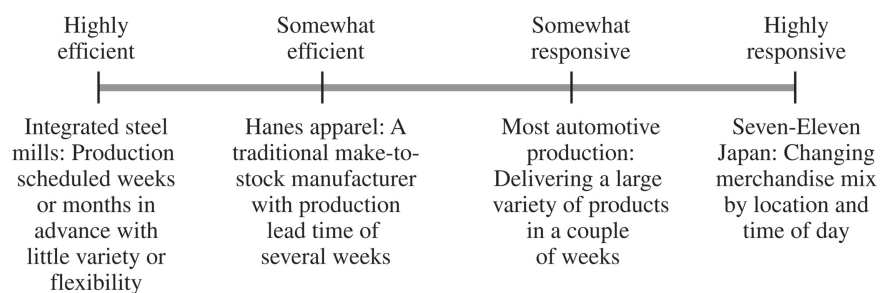 Highly
efficient
Somewhat
efficient
Somewhat
responsive
Highly
responsive
Integrated steel
mills: Production
scheduled weeks
or months in
advance with
little variety or
flexibility
Hanes apparel: A
traditional make-to-
stock manufacturer
with production
lead time of
several weeks
Most automotive
production:
Delivering a large
variety of products
in a couple
of weeks
Seven-Eleven
Japan: Changing
merchandise mix
by location and
time of day